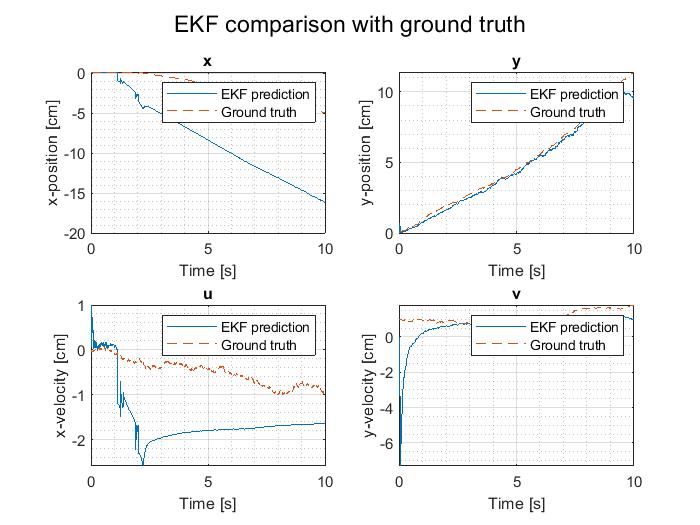 EKF comparison with ground truth
x
x-position [cm]
0
-5
-10
-15
-20
EKF prediction
Ground truth
0
5
10
Time [s]
y
y-position [cm]
10
5
0
EKF prediction
Ground truth
0
5
10
Time [s]
u
x-velocity [cm]
1
0
-1
-2
EKF prediction
Ground truth
0
5
10
Time [s]
v
y-velocity [cm]
0
-2
-4
-6
EKF prediction
Ground truth
0
5
10
Time [s]